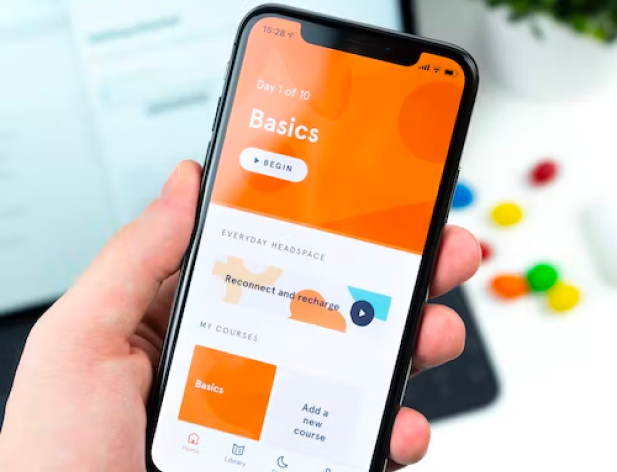 15:28
Day 1 of 10
Basics
BEGIN
EVERYDAY HEADSPACE
Reconnect and recharge
MY COURSES
Basics
Add a
new
course
Home
Library